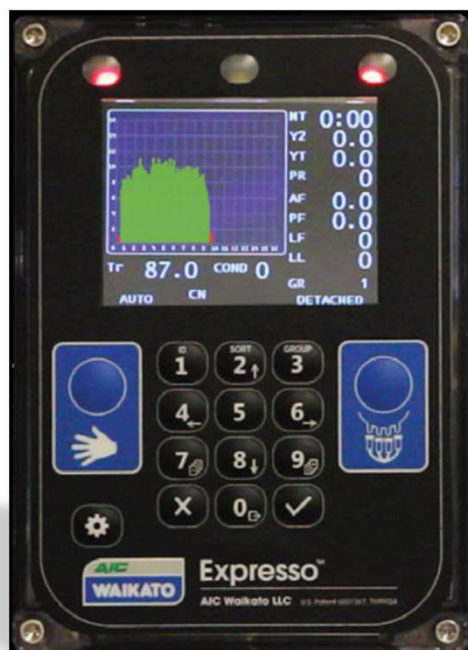 MT 0:00
Y2 0.0
YT 0.0
PR 0
AF 0.0
PF 0.0
LF 0
LL 0
GR 1
Tr 87.0 COND 0
AUTO CN DETACHED
ID SORT GROUP
1 2 3
4 5 6
7 8 9
X 0
AIC
WAIKATO
Expresso™
AIC Waikato LLC